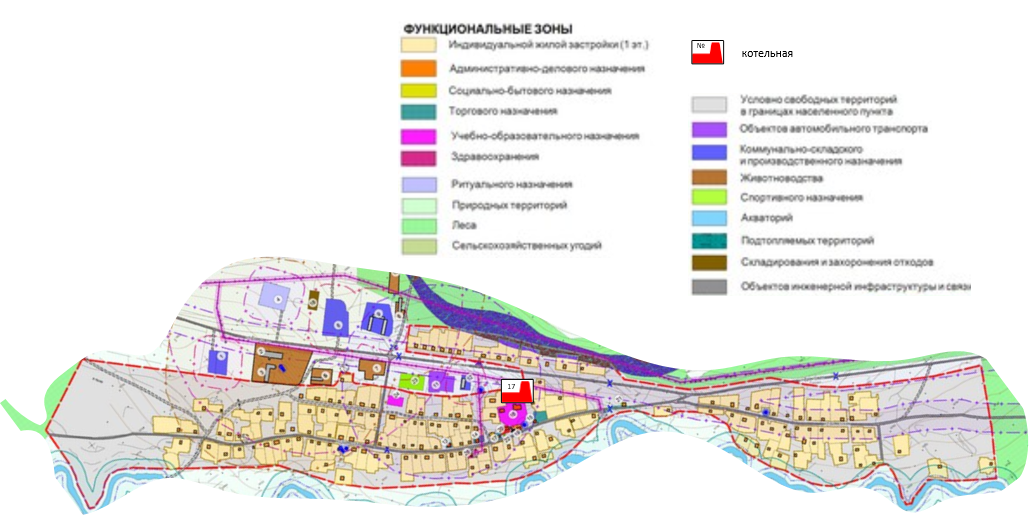 ФУНКЦИОНАЛЬНЫЕ ЗОНЫ
Индивидуальной жилой застройки (1 эт.)
Административно-делового назначения
Социально-бытового назначения
Торгового назначения
Учебно-образовательного назначения
Здравоохранения
Ритуального назначения
Природных территорий
Леса
Сельскохозяйственных угодий
№
котельная
Условно свободных территорий
в границах населенного пункта
Объектов автомобильного транспорта
Коммунально-складского
и производственного назначения
Животноводства
Спортивного назначения
Акваторий
Подтопляемых территорий
Складирования и захоронения отходов
Объектов инженерной инфраструктуры и связи
17